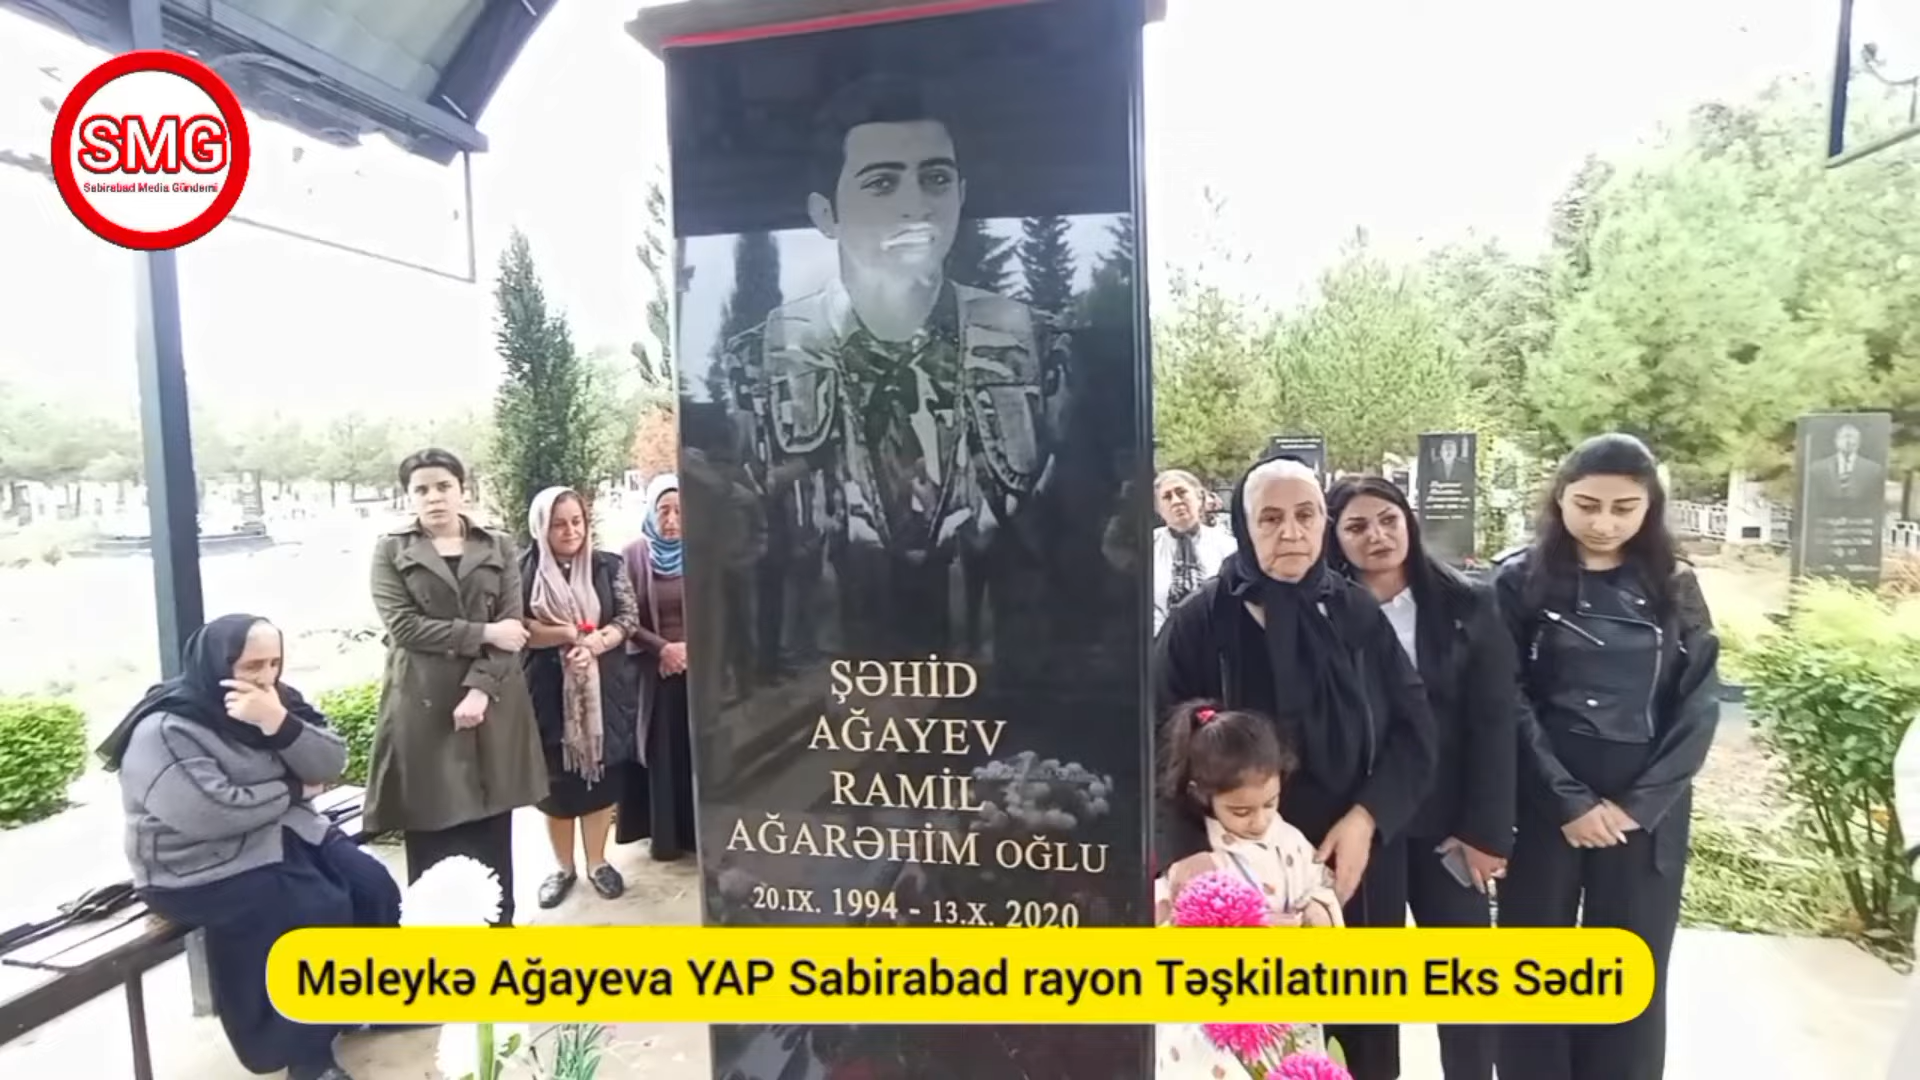 SMG
Sabirabad Media Gündəmi
ŞƏHİD
AĞAYEV
RAMİL
AĞARƏHİM OĞLU
20.IX. 1994 - 13.X. 2020
Məleykə Ağayeva YAP Sabirabad rayon Təşkilatının Eks Sədri